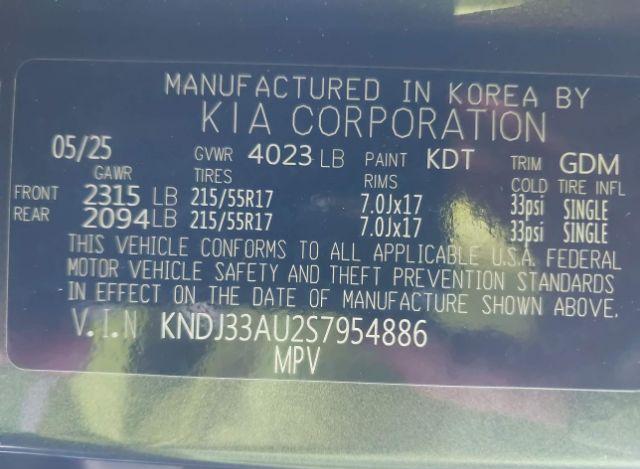 MANUFACTURED IN KOREA BY
KIA CORPORATION
05/25 GVWR 4023 LB PAINT KDT TRIM GDM
GAWR TIRES RIMS COLD TIRE INFL
FRONT 2315 LB 215/55R17 7.0Jx17 33psi SINGLE
REAR 2094 LB 215/55R17 7.0Jx17 33psi SINGLE
THIS VEHICLE CONFORMS TO ALL APPLICABLE U.S.A. FEDERAL
MOTOR VEHICLE SAFETY AND THEFT PREVENTION STANDARDS
IN EFFECT ON THE DATE OF MANUFACTURE SHOWN ABOVE.
V.I.N KNDJ33AU2S7954886
MPV